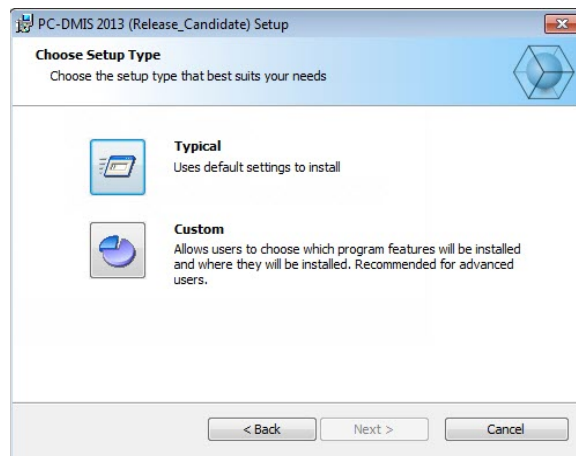 PC-DMIS 2013 (Release_Candidate) Setup
Choose Setup Type
Choose the setup type that best suits your needs
Typical
Uses default settings to install
Custom
Allows users to choose which program features will be installed
and where they will be installed. Recommended for advanced
users.
< Back
Next >
Cancel